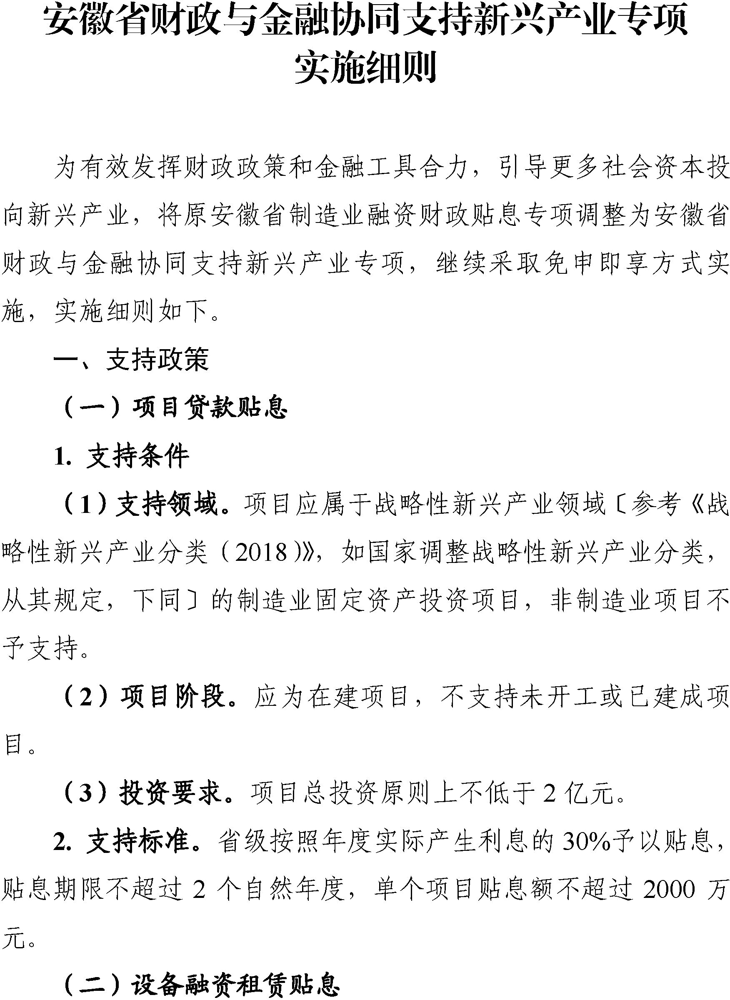 安徽省财政与金融协同支持新兴产业专项
实施细则
为有效发挥财政政策和金融工具合力，引导更多社会资本投
向新兴产业，将原安徽省制造业融资财政贴息专项调整为安徽省
财政与金融协同支持新兴产业专项，继续采取免申即享方式实
施，实施细则如下。
一、支持政策
（一）项目贷款贴息
1. 支持条件
（1）支持领域。项目应属于战略性新兴产业领域〔参考《战
略性新兴产业分类（2018）》，如国家调整战略性新兴产业分类，
从其规定，下同〕的制造业固定资产投资项目，非制造业项目不
予支持。
（2）项目阶段。应为在建项目，不支持未开工或已建成项
目。
（3）投资要求。项目总投资原则上不低于 2 亿元。
2. 支持标准。省级按照年度实际产生利息的 30%予以贴息，
贴息期限不超过 2 个自然年度，单个项目贴息额不超过 2000 万
元。
（二）设备融资租赁贴息